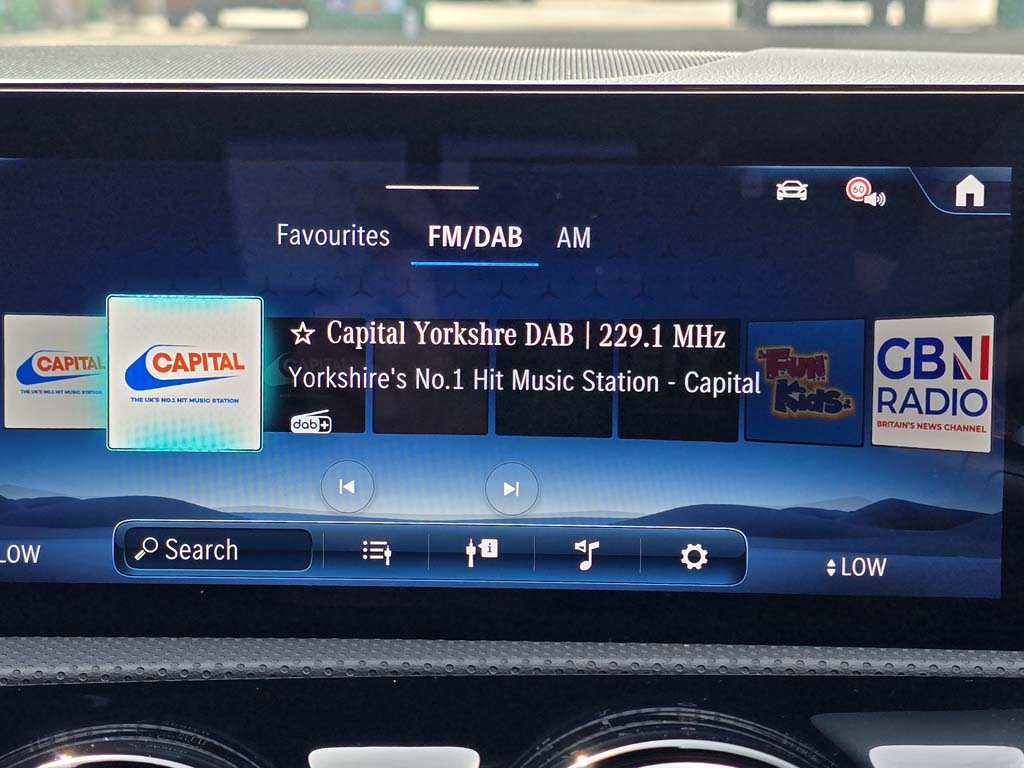 60
Favourites FM/DAB AM
CAPITAL
THE UK'S NO.1 HIT MUSIC STATION
CAPITAL
THE UK'S NO.1 HIT MUSIC STATION
Capital Yorkshre DAB | 229.1 MHz
Yorkshire's No.1 Hit Music Station - Capital
dab+
Fun Kids
GBN
RADIO
BRITAIN'S NEWS CHANNEL
LOW
Search
i
LOW